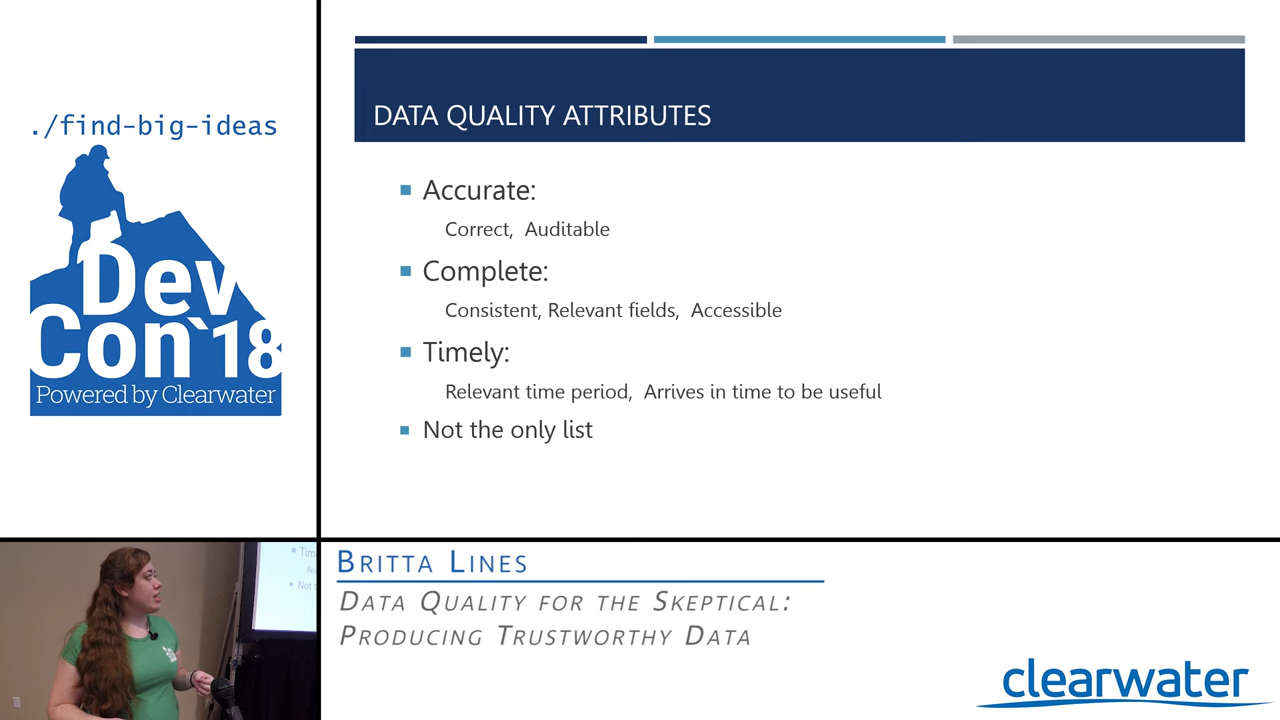 ./find-big-ideas
Dev
Con`18
Powered by Clearwater
DATA QUALITY ATTRIBUTES
Accurate:
Correct, Auditable
Complete:
Consistent, Relevant fields, Accessible
Timely:
Relevant time period, Arrives in time to be useful
Not the only list
Tim
Not t
BRITTA LINES
DATA QUALITY FOR THE SKEPTICAL:
PRODUCING TRUSTWORTHY DATA
clearwater